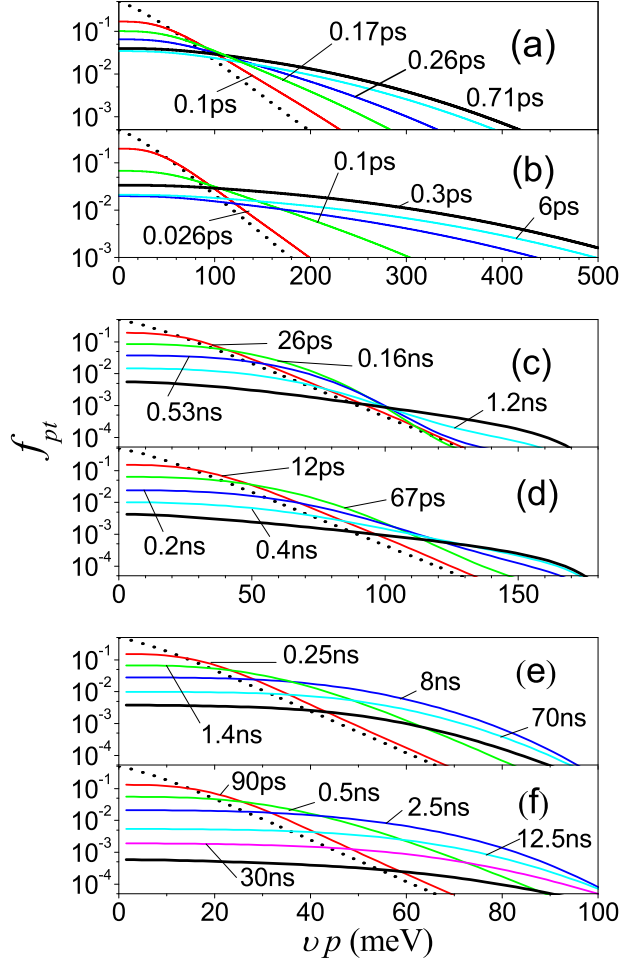 10⁻¹
10⁻²
10⁻³
(a)
0.17ps
0.26ps
0.1ps
0.71ps
10⁻¹
10⁻²
10⁻³
(b)
0.1ps
0.3ps
6ps
0.026ps
0 100 200 300 400 500
f_pt
10⁻¹
10⁻²
10⁻³
10⁻⁴
(c)
26ps
0.16ns
0.53ns
1.2ns
10⁻¹
10⁻²
10⁻³
10⁻⁴
(d)
12ps
67ps
0.2ns
0.4ns
0 50 100 150
10⁻¹
10⁻²
10⁻³
10⁻⁴
(e)
0.25ns
8ns
70ns
1.4ns
10⁻¹
10⁻²
10⁻³
10⁻⁴
(f)
90ps
0.5ns
2.5ns
12.5ns
30ns
0 20 40 60 80 100
υ p (meV)